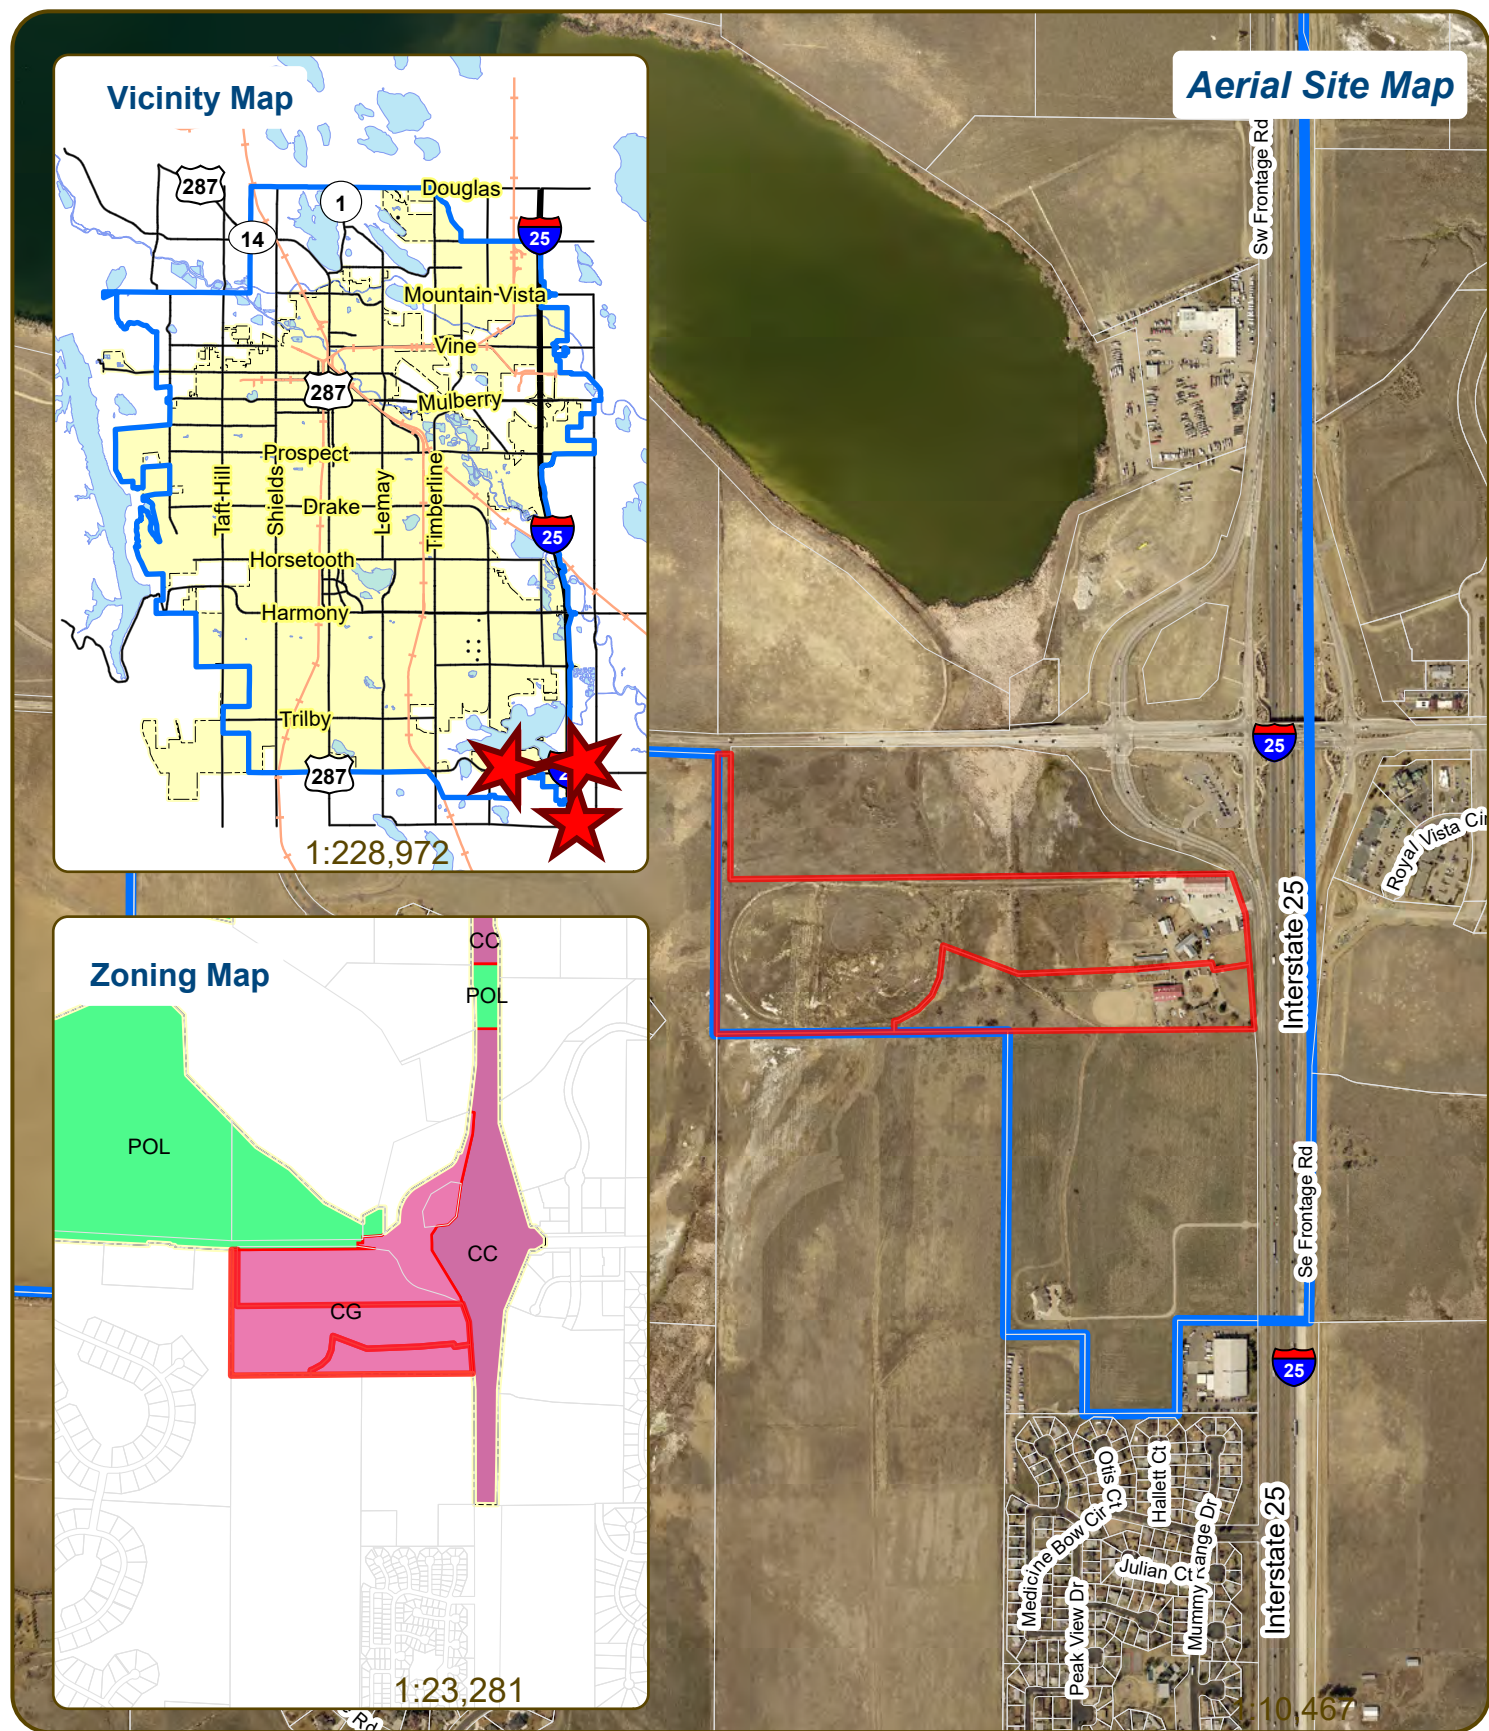 Vicinity Map
Aerial Site Map
287
1
Douglas
14
25
Mountain-Vista
Vine
287
Mulberry
Prospect
Taft-Hill
Shields
Drake
Lemay
Timberline
25
Horsetooth
Harmony
Trilby
287
1:228,972
Sw Frontage Rd
25
Royal Vista Cir
Interstate 25
Zoning Map
CC
POL
POL
CC
CG
1:23,281
Rd
Se Frontage Rd
25
Otis Ct
Hallett Ct
Medicine Bow Cir
Mummy Range Dr
Julian Ct
Peak View Dr
Interstate 25
10,467